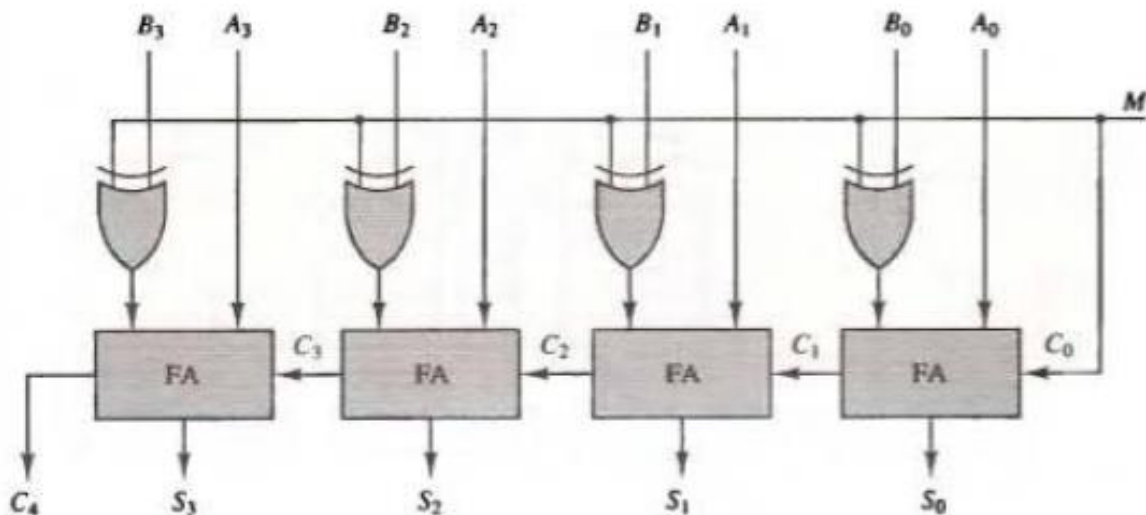 B₃ A₃ B₂ A₂ B₁ A₁ B₀ A₀
M
FA C₃ FA C₂ FA C₁ FA C₀
C₄ S₃ S₂ S₁ S₀